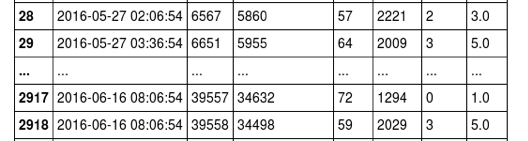 28 2016-05-27 02:06:54 6567 5860 57 2221 2 3.0
29 2016-05-27 03:36:54 6651 5955 64 2009 3 5.0
... ... ... ... ... ... ... ...
2917 2016-06-16 08:06:54 39557 34632 72 1294 0 1.0
2918 2016-06-16 08:06:54 39558 34498 59 2029 3 5.0